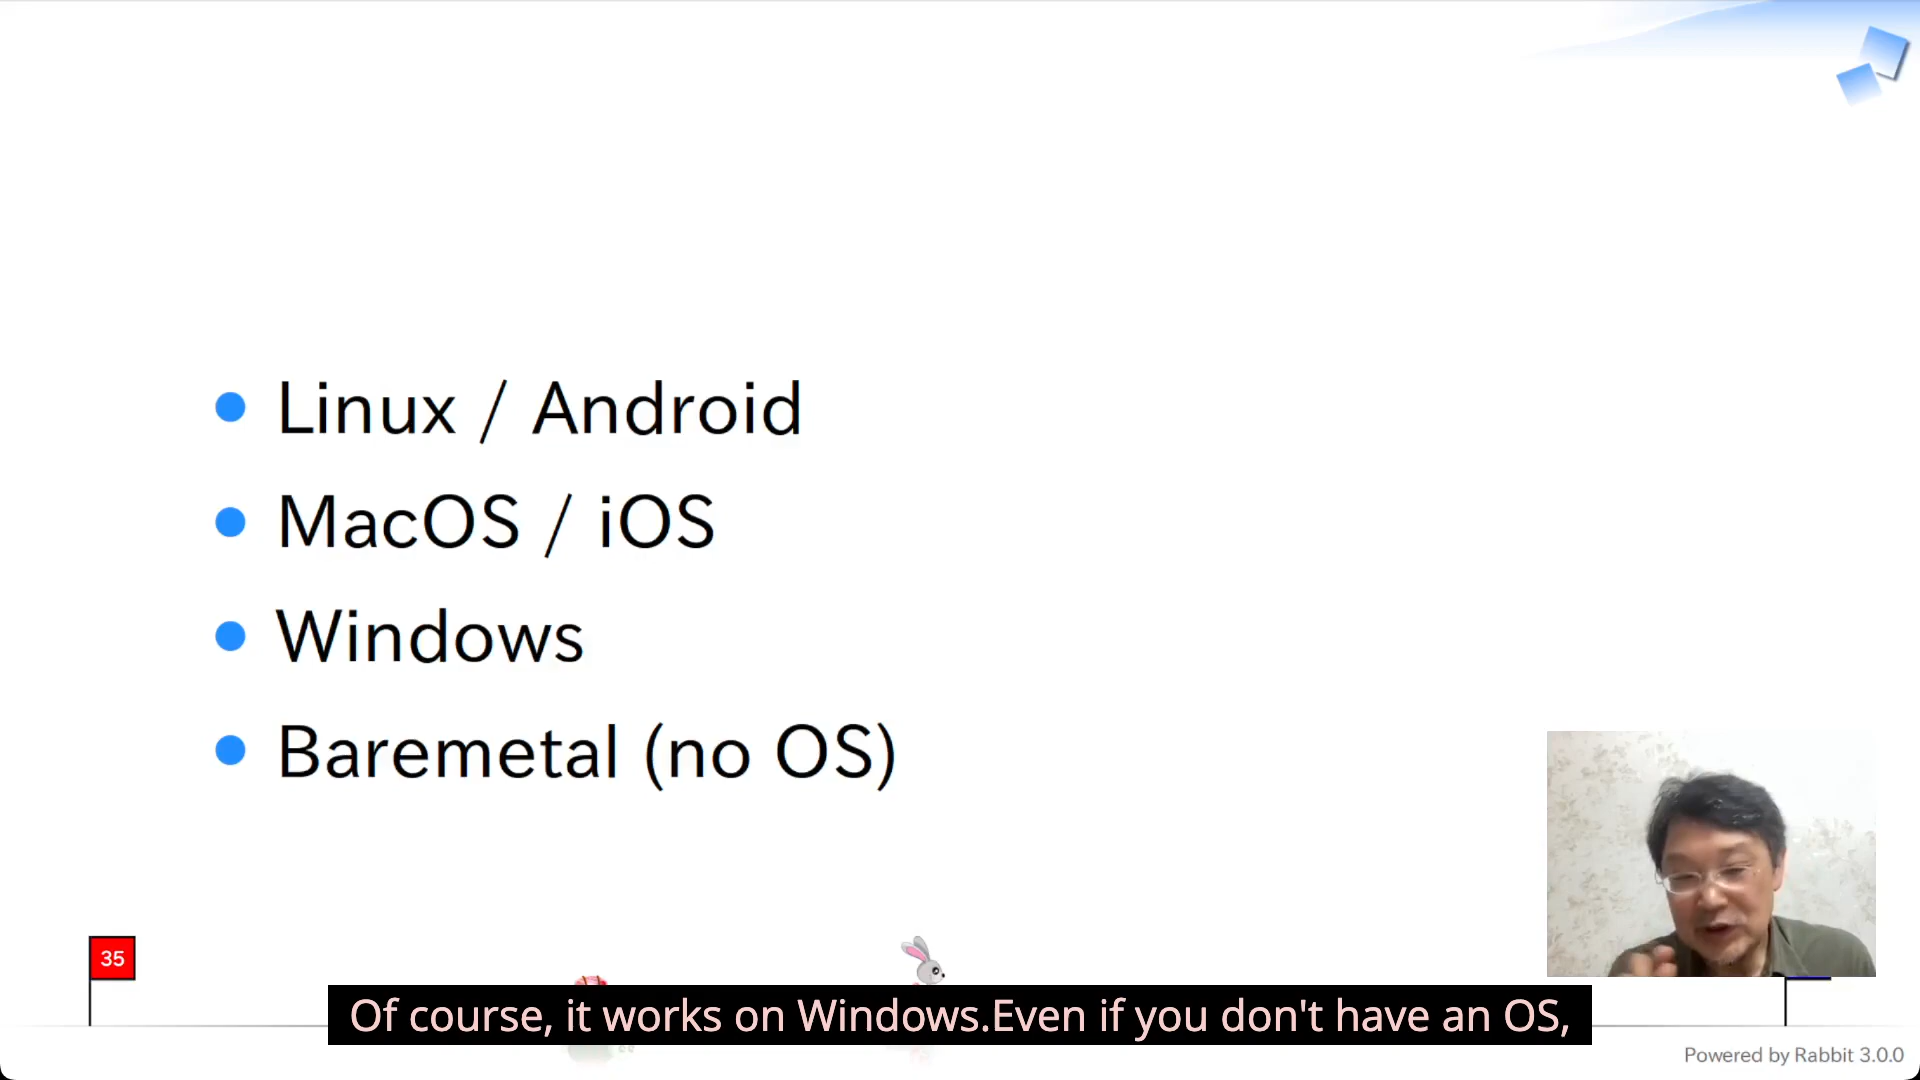 Linux / Android
MacOS / iOS
Windows
Baremetal (no OS)
35
Of course, it works on Windows.Even if you don't have an OS,
Powered by Rabbit 3.0.0